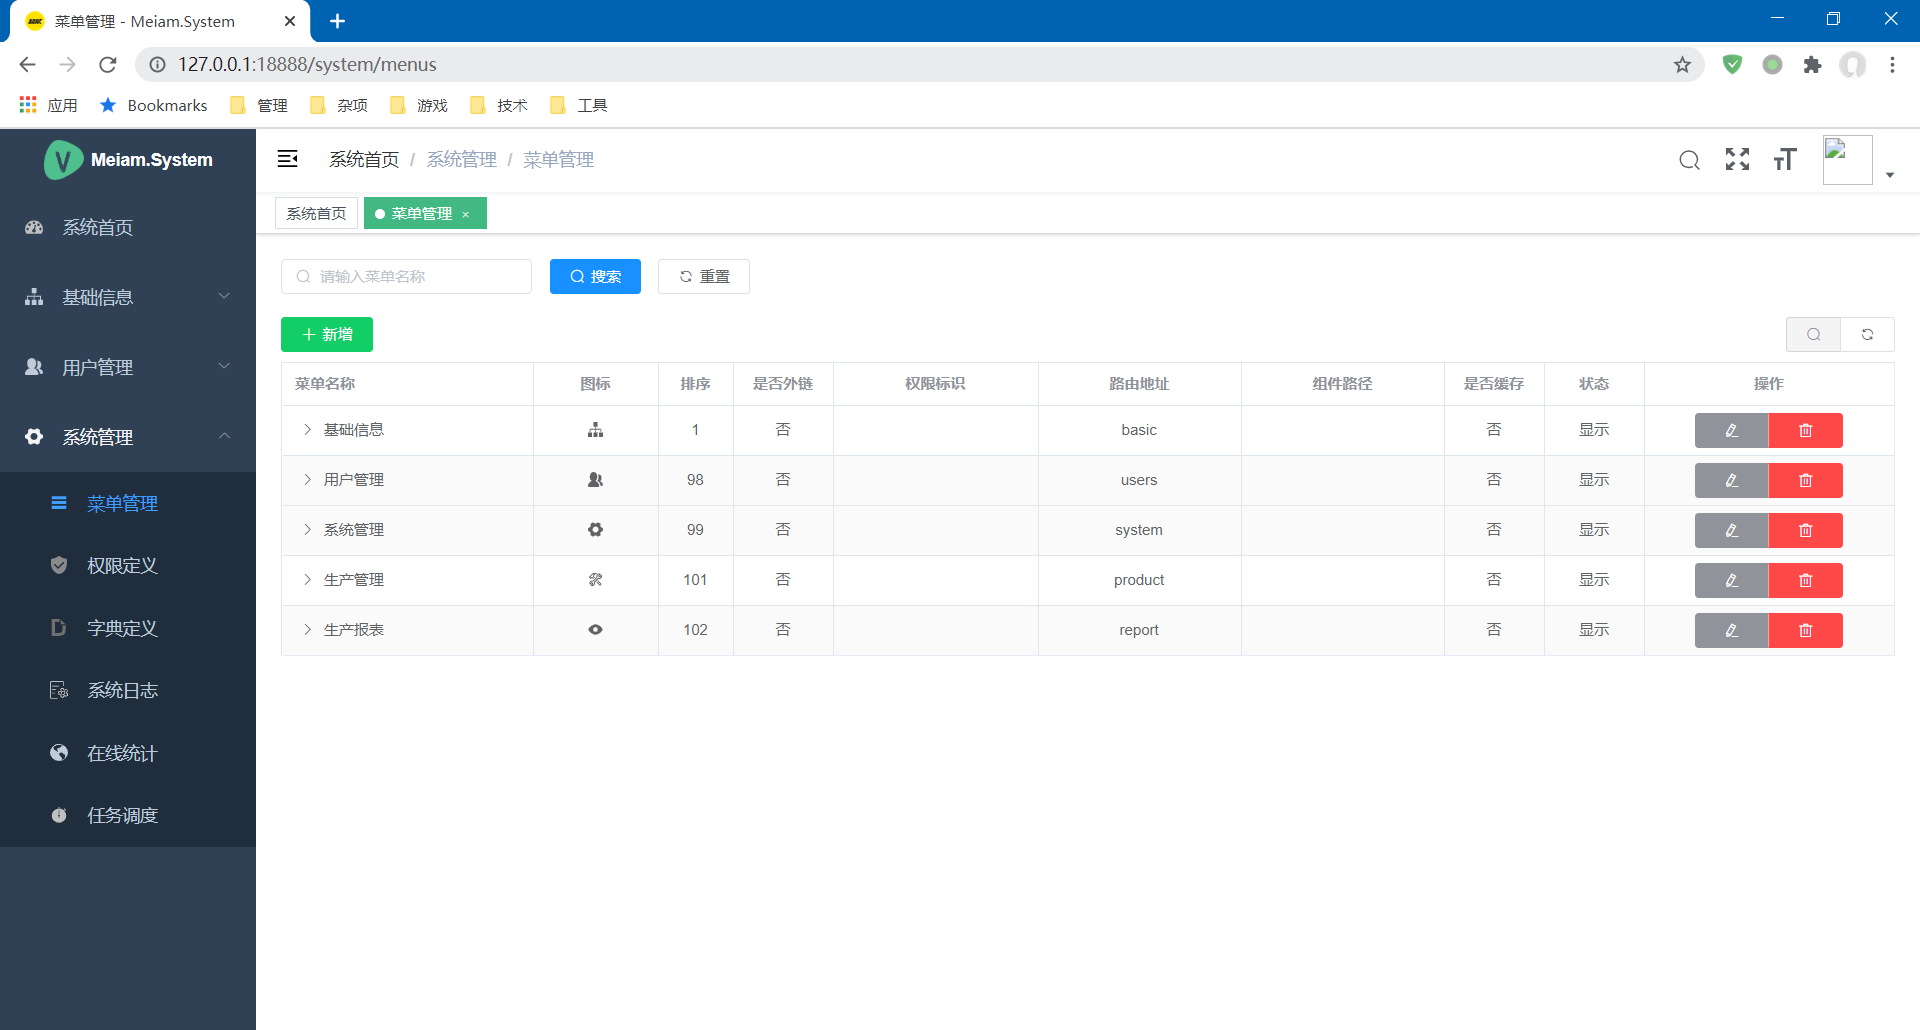 菜单管理 - Meiam.System
127.0.0.1:18888/system/menus
应用 Bookmarks 管理 杂项 游戏 技术 工具
Meiam.System
系统首页
基础信息
用户管理
系统管理
菜单管理
权限定义
字典定义
系统日志
在线统计
任务调度
系统首页 / 系统管理 / 菜单管理
系统首页 菜单管理 ×
请输入菜单名称 搜索 重置
新增
菜单名称 图标 排序 是否外链 权限标识 路由地址 组件路径 是否缓存 状态 操作
基础信息 1 否 basic 否 显示
用户管理 98 否 users 否 显示
系统管理 99 否 system 否 显示
生产管理 101 否 product 否 显示
生产报表 102 否 report 否 显示